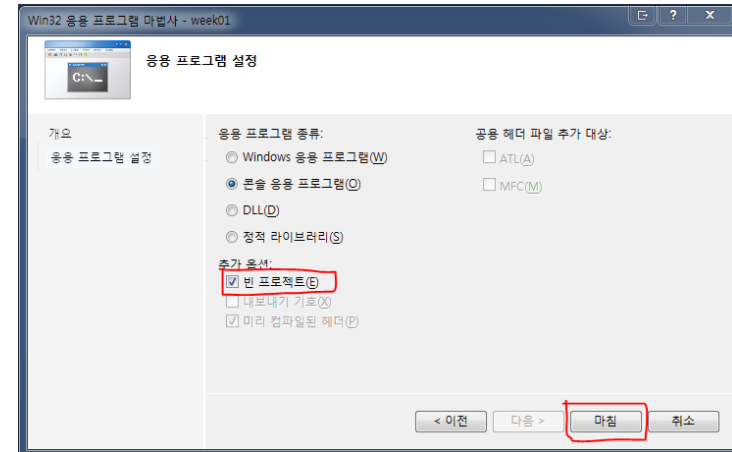 Win32 응용 프로그램 마법사 - week01
C:\_
응용 프로그램 설정
개요
응용 프로그램 설정
응용 프로그램 종류:
Windows 응용 프로그램(W)
콘솔 응용 프로그램(O)
DLL(D)
정적 라이브러리(S)
추가 옵션:
빈 프로젝트(E)
내보내기 기호(X)
미리 컴파일된 헤더(P)
공용 헤더 파일 추가 대상:
ATL(A)
MFC(M)
< 이전
다음 >
마침
취소